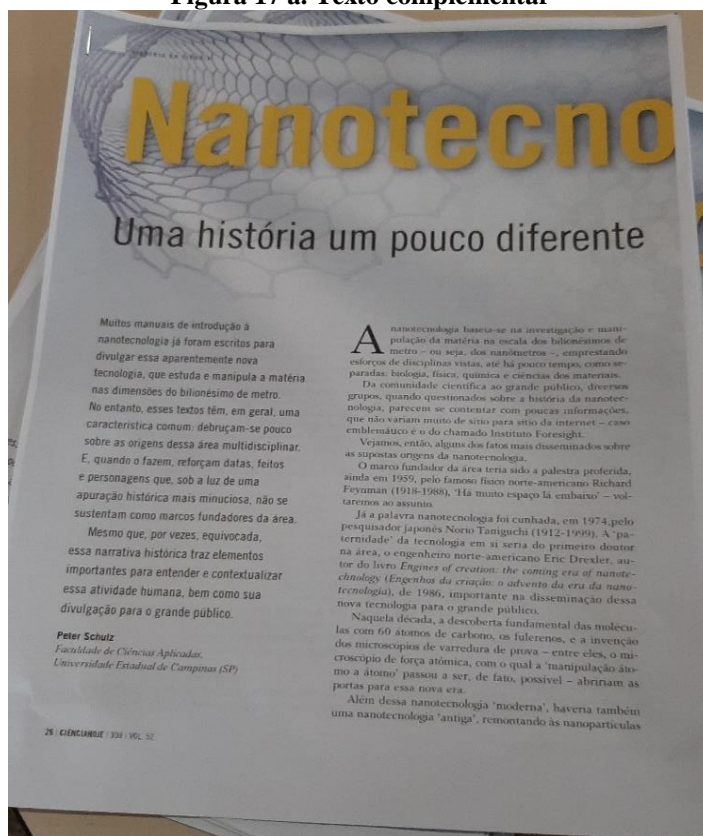 Figura 17 a: Texto complementar
Nanotecno
Uma história um pouco diferente
Muitos manuais de introdução à
nanotecnologia já foram escritos para
divulgar essa aparentemente nova
tecnologia, que estuda e manipula a matéria
nas dimensões do bilionésimo de metro.
No entanto, esses textos têm, em geral, uma
característica comum: debruçam-se pouco
sobre as origens dessa área multidisciplinar.
E, quando o fazem, reforçam datas, feitos
e personagens que, sob a luz de uma
apuração histórica mais minuciosa, não se
sustentam como marcos fundadores da área.
Mesmo que, por vezes, equivocada,
essa narrativa histórica traz elementos
importantes para entender e contextualizar
essa atividade humana, bem como sua
divulgação para o grande público.
Peter Schulz
Faculdade de Ciências Aplicadas,
Universidade Estadual de Campinas (SP)
A nanotecnologia baseia-se na investigação e mani-
pulação da matéria na escala dos bilionésimos de
metro – ou seja, dos nanômetros –, emprestando
esforços de disciplinas vistas, até há pouco tempo, como se-
paradas: biologia, física, química e ciências dos materiais.
Da comunidade científica ao grande público, diversos
grupos, quando questionados sobre a história da nanotec-
nologia, parecem se contentar com poucas informações,
que não variam muito de sítio para sítio da internet – caso
emblemático é o do chamado Instituto Foresight.
Vejamos, então, alguns dos fatos mais disseminados sobre
as supostas origens da nanotecnologia.
O marco fundador da área teria sido a palestra proferida,
ainda em 1959, pelo famoso físico norte-americano Richard
Feynman (1918-1988), 'Há muito espaço lá embaixo' – vol-
taremos ao assunto.
Já a palavra nanotecnologia foi cunhada, em 1974,pelo
pesquisador japonês Norio Taniguchi (1912-1999). A 'pa-
ternidade' da tecnologia em si seria do primeiro doutor
na área, o engenheiro norte-americano Eric Drexler, au-
tor do livro Engines of creation: the coming era of nanote-
chnology (Engenhos da criação: o advento da era da nano-
tecnologia), de 1986, importante na disseminação dessa
nova tecnologia para o grande público.
Naquela década, a descoberta fundamental das molécu-
las com 60 átomos de carbono, os fulerenos, e a invenção
dos microscópios de varredura de prova – entre eles, o mi-
croscópio de força atômica, com o qual a 'manipulação áto-
mo a átomo' passou a ser, de fato, possível – abririam as
portas para essa nova era.
Além dessa nanotecnologia 'moderna', haveria também
uma nanotecnologia 'antiga', remontando às nanopartículas
26 | CIÊNCIAHOJE | 308 | VOL. 52